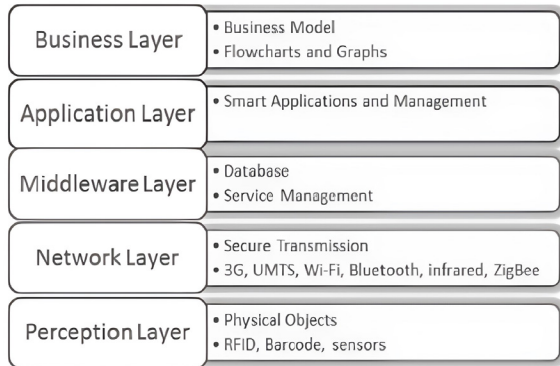 Business Layer
• Business Model
• Flowcharts and Graphs
Application Layer
• Smart Applications and Management
Middleware Layer
• Database
• Service Management
Network Layer
• Secure Transmission
• 3G, UMTS, Wi-Fi, Bluetooth, infrared, ZigBee
Perception Layer
• Physical Objects
• RFID, Barcode, sensors